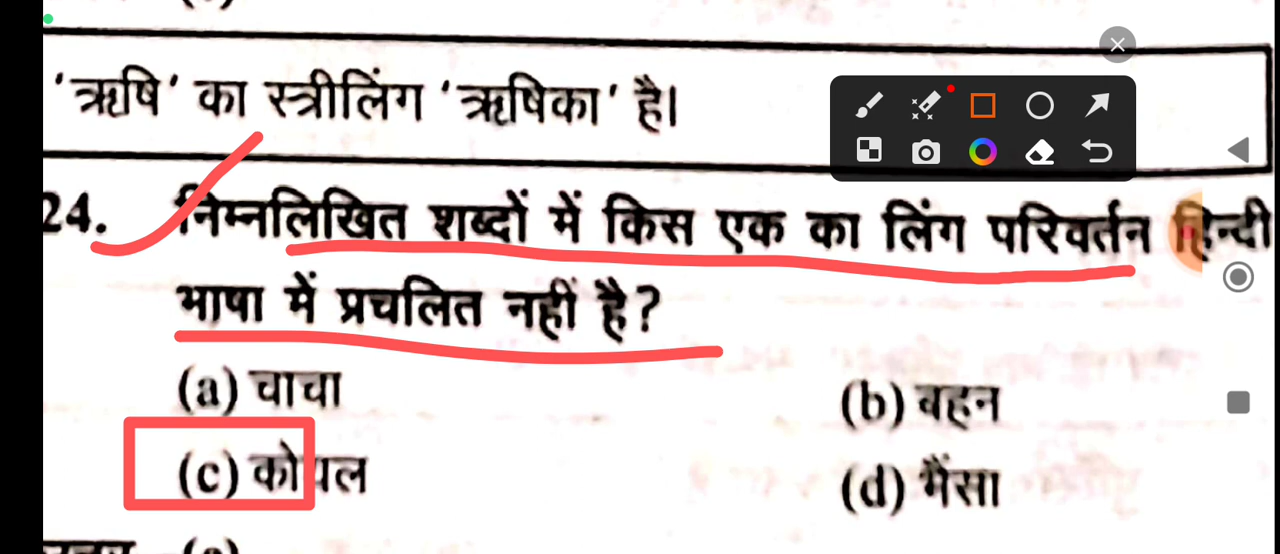 'ऋषि' का स्त्रीलिंग 'ऋषिका' है।
24. निम्नलिखित शब्दों में किस एक का लिंग परिवर्तन हिन्दी
भाषा में प्रचलित नहीं है?
(a) चाचा (b) बहन
(c) कोयल (d) भैंसा